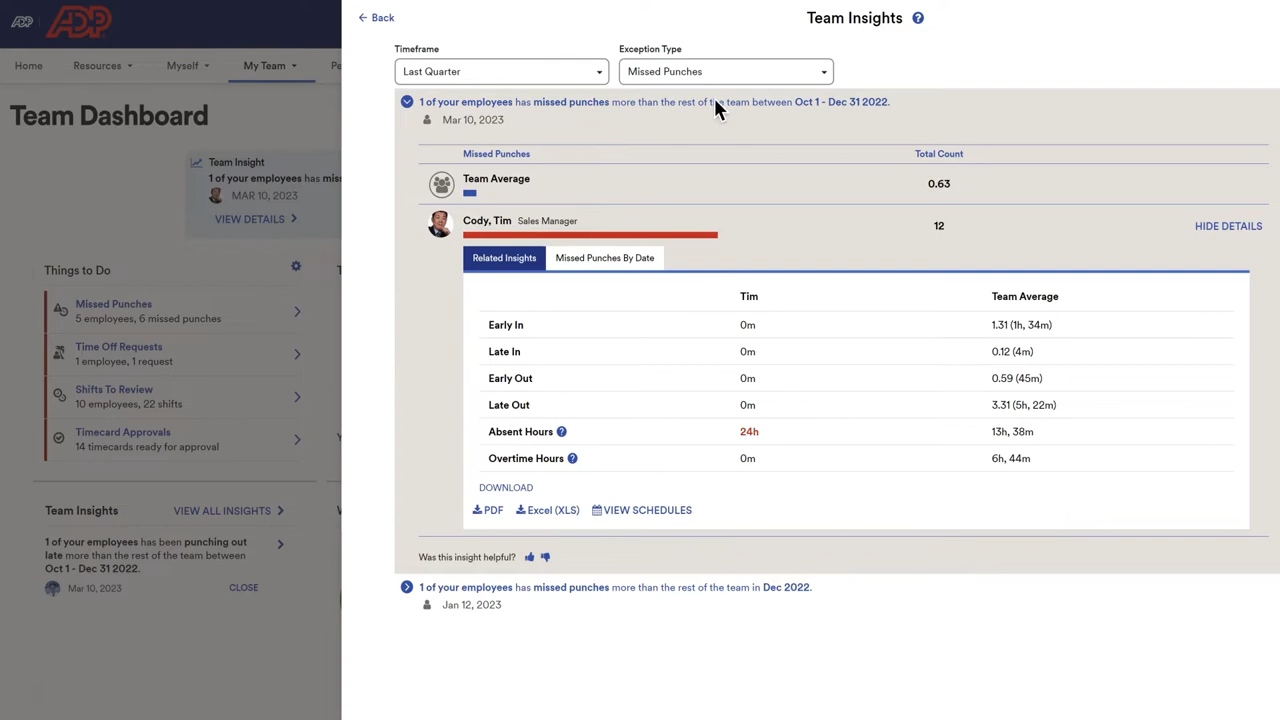 ADP ADP
Home Resources Myself My Team Pe
Team Dashboard
Team Insight
1 of your employees has mis
MAR 10, 2023
VIEW DETAILS
Things to Do
Missed Punches
5 employees, 6 missed punches
Time Off Requests
1 employee, 1 request
Shifts To Review
10 employees, 22 shifts
Timecard Approvals
14 timecards ready for approval
Team Insights VIEW ALL INSIGHTS
1 of your employees has been punching out
late more than the rest of the team between
Oct 1 - Dec 31 2022.
Mar 10, 2023 CLOSE
Back
Team Insights ?
Timeframe Exception Type
Last Quarter Missed Punches
1 of your employees has missed punches more than the rest of the team between Oct 1 - Dec 31 2022.
Mar 10, 2023
Missed Punches Total Count
Team Average 0.63
Cody, Tim Sales Manager 12 HIDE DETAILS
Related Insights Missed Punches By Date
Tim Team Average
Early In 0m 1.31 (1h, 34m)
Late In 0m 0.12 (4m)
Early Out 0m 0.59 (45m)
Late Out 0m 3.31 (5h, 22m)
Absent Hours ? 24h 13h, 38m
Overtime Hours ? 0m 6h, 44m
DOWNLOAD
PDF Excel (XLS) VIEW SCHEDULES
Was this insight helpful?
1 of your employees has missed punches more than the rest of the team in Dec 2022.
Jan 12, 2023